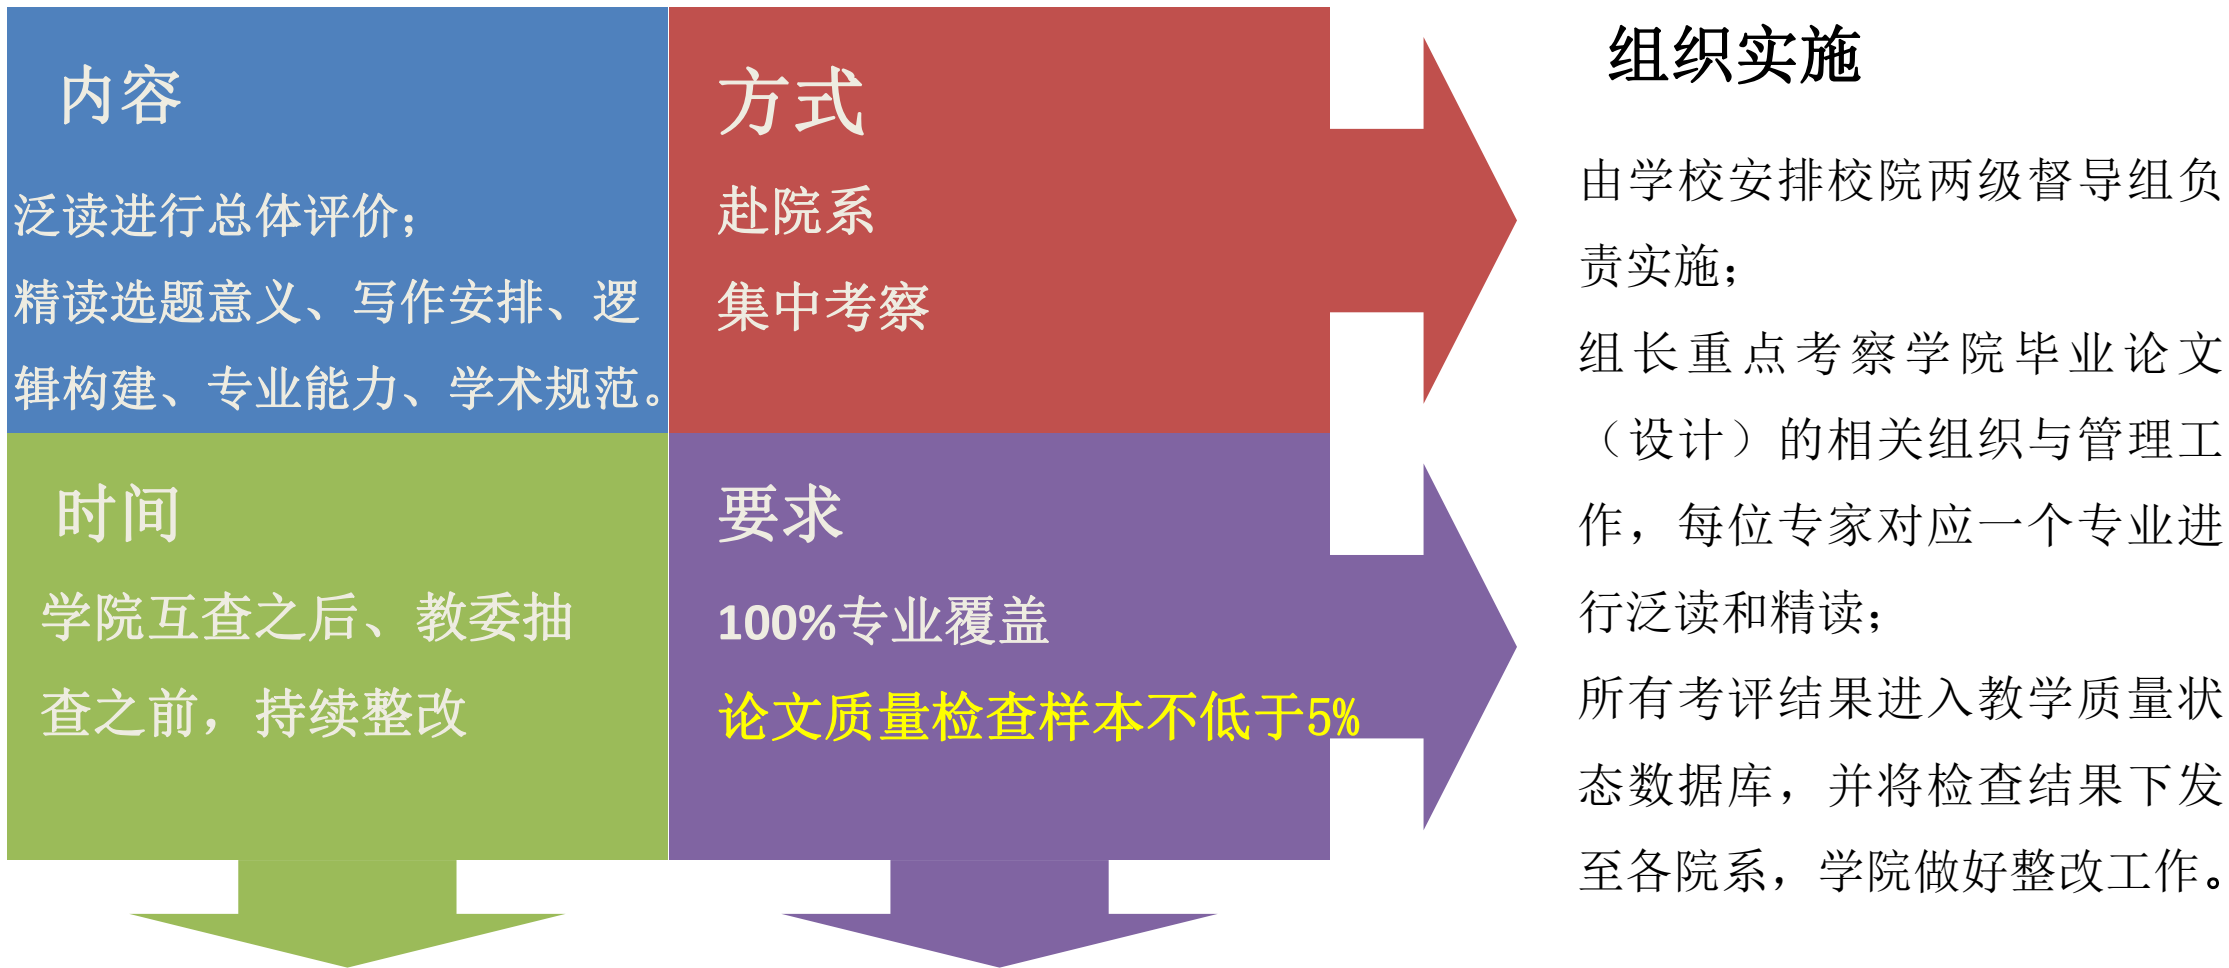 内容
泛读进行总体评价；
精读选题意义、写作安排、逻
辑构建、专业能力、学术规范。
方式
赴院系
集中考察
时间
学院互查之后、教委抽
查之前，持续整改
要求
100%专业覆盖
论文质量检查样本不低于5%
组织实施
由学校安排校院两级督导组负
责实施；
组长重点考察学院毕业论文
（设计）的相关组织与管理工
作，每位专家对应一个专业进
行泛读和精读；
所有考评结果进入教学质量状
态数据库，并将检查结果下发
至各院系，学院做好整改工作。